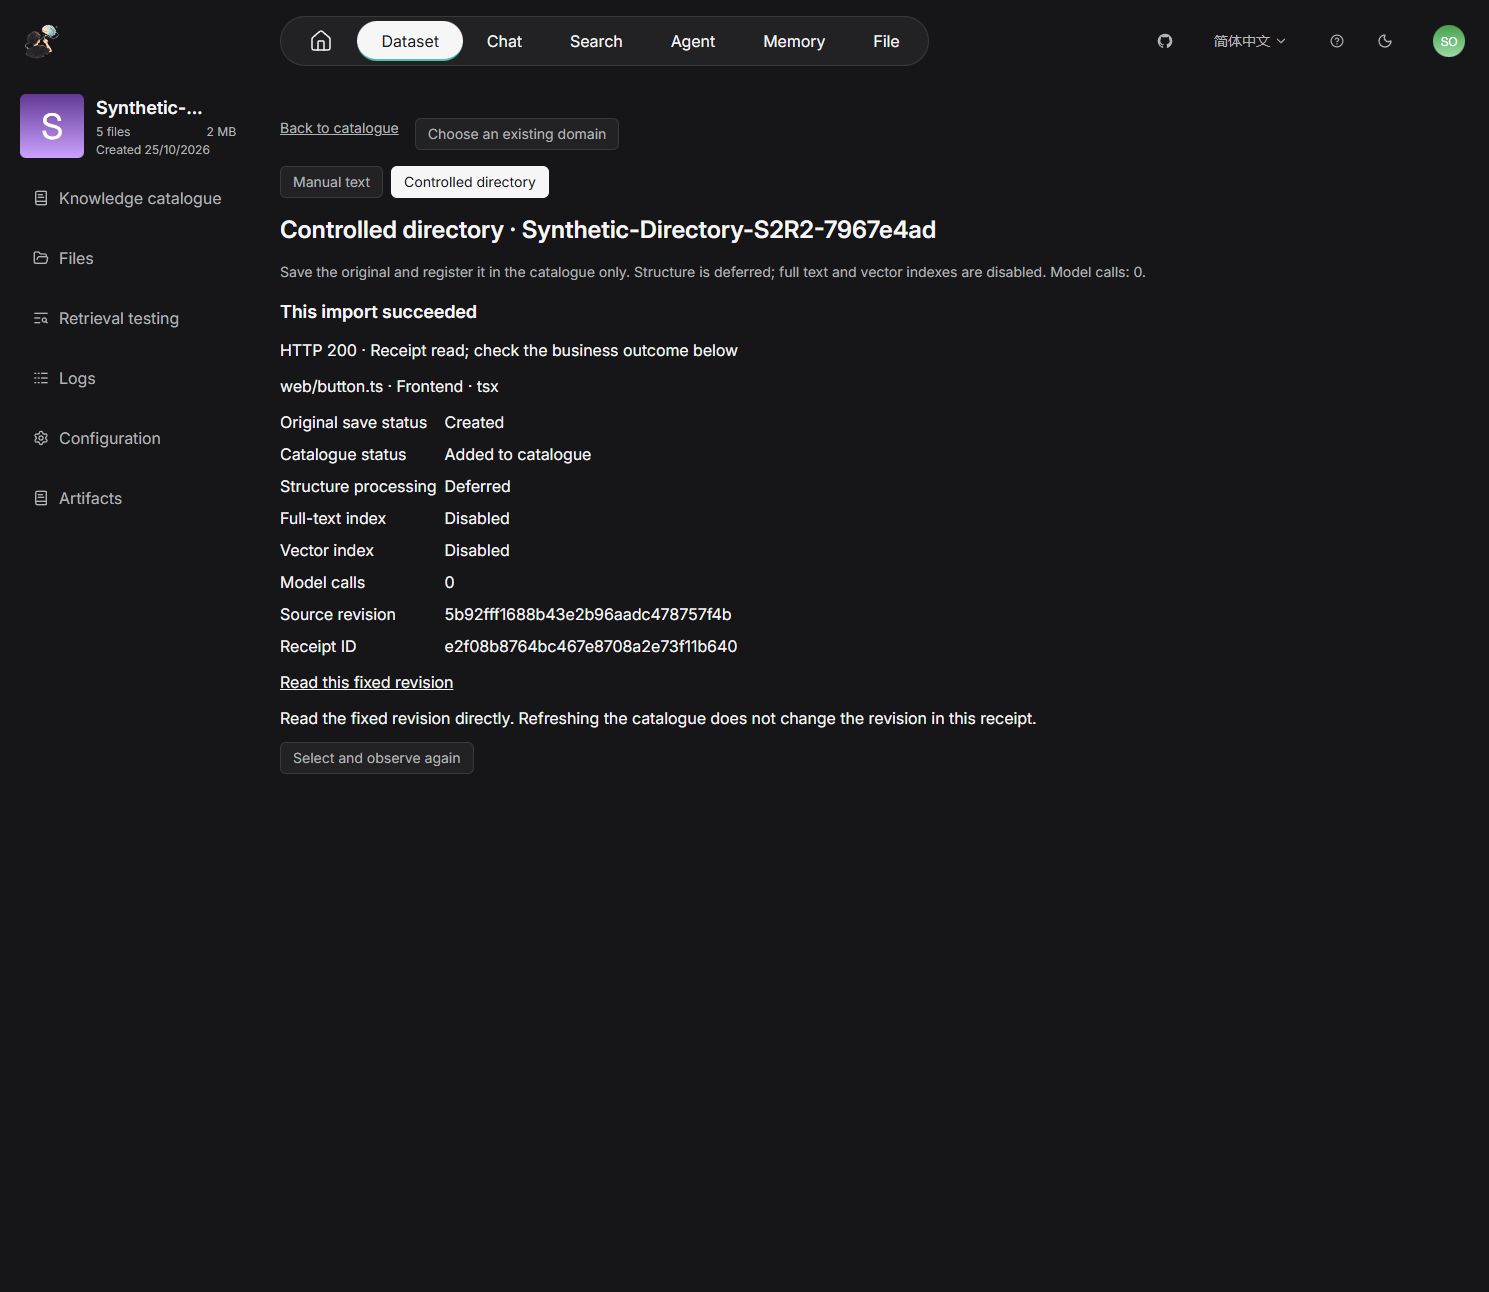 Dataset
Chat
Search
Agent
Memory
File
简体中文
SO
S
Synthetic-...
5 files 2 MB
Created 25/10/2026
Knowledge catalogue
Files
Retrieval testing
Logs
Configuration
Artifacts
Back to catalogue
Choose an existing domain
Manual text
Controlled directory
Controlled directory · Synthetic-Directory-S2R2-7967e4ad
Save the original and register it in the catalogue only. Structure is deferred; full text and vector indexes are disabled. Model calls: 0.
This import succeeded
HTTP 200 · Receipt read; check the business outcome below
web/button.ts · Frontend · tsx
Original save status Created
Catalogue status Added to catalogue
Structure processing Deferred
Full-text index Disabled
Vector index Disabled
Model calls 0
Source revision 5b92fff1688b43e2b96aadc478757f4b
Receipt ID e2f08b8764bc467e8708a2e73f11b640
Read this fixed revision
Read the fixed revision directly. Refreshing the catalogue does not change the revision in this receipt.
Select and observe again